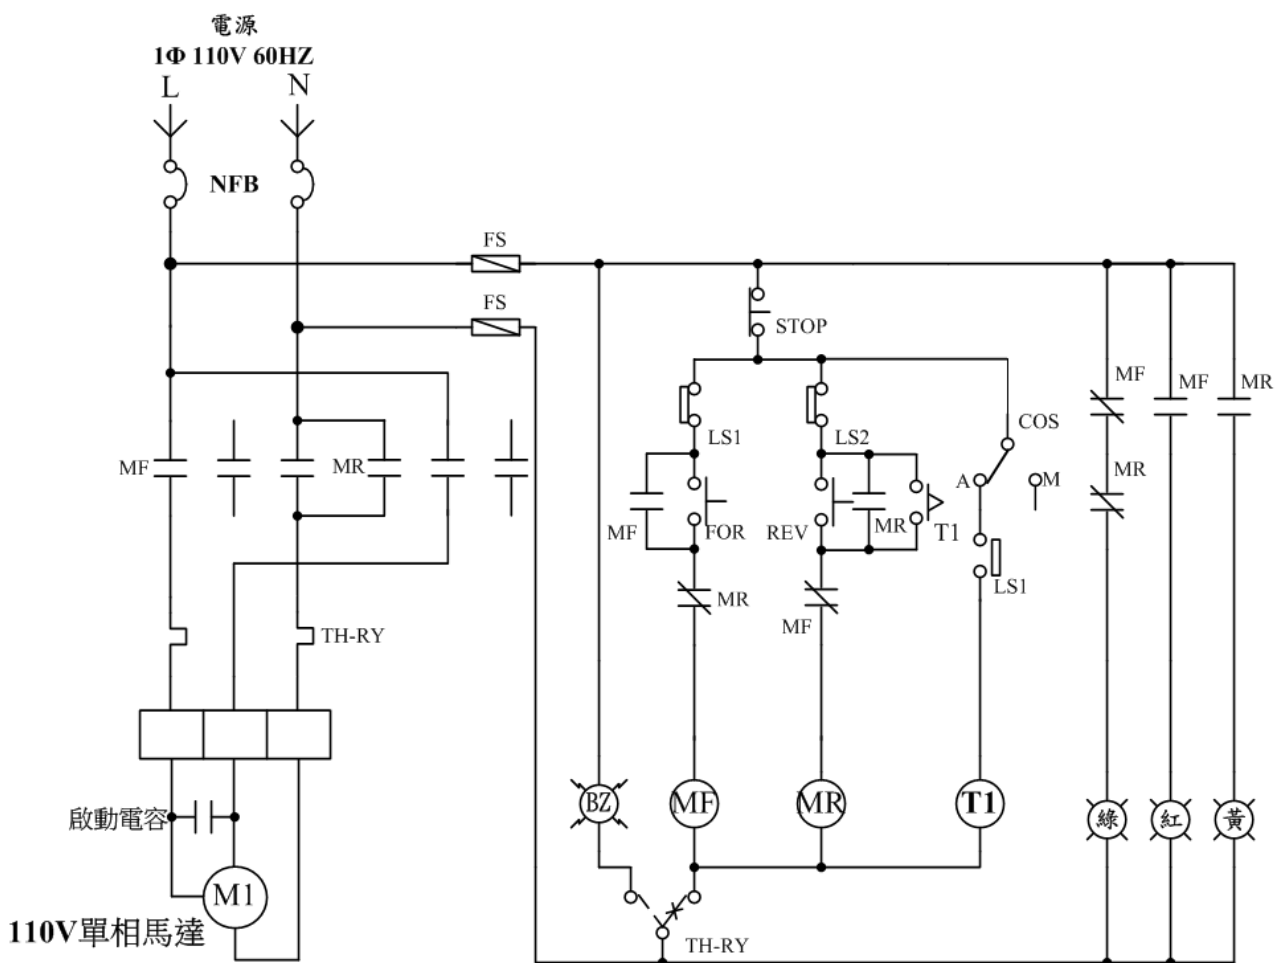 電源
1Φ 110V 60HZ
L N
NFB
FS
FS
STOP
MF MF MR
COS
LS1 LS2
MF MR A M MR
MF FOR REV MR T1
LS1
MR MF
TH-RY
BZ MF MR T1 綠 紅 黃
啟動電容
M1
110V單相馬達
TH-RY